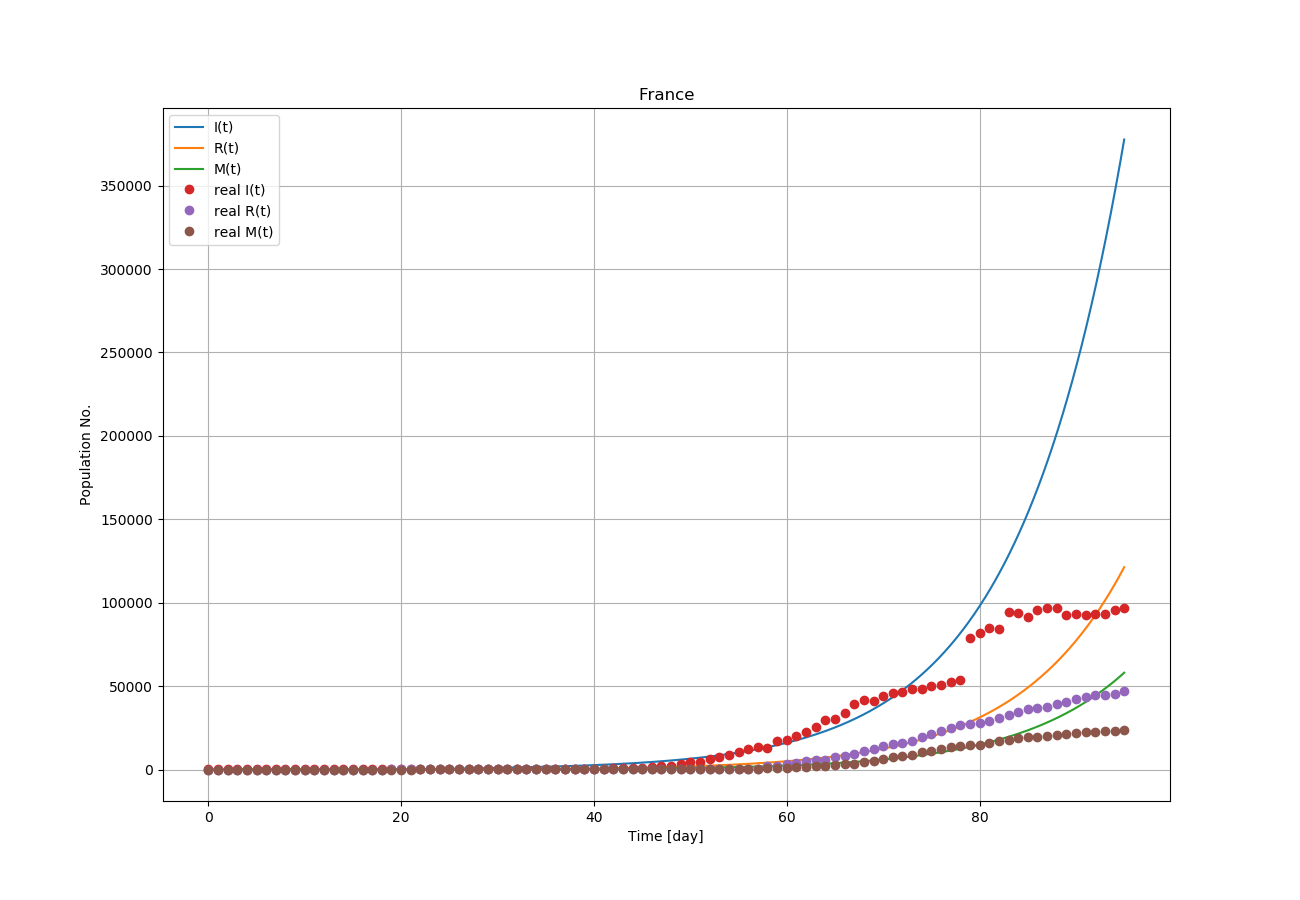 France
I(t)
R(t)
M(t)
real I(t)
real R(t)
real M(t)
350000
300000
250000
200000
150000
100000
50000
0
Population No.
0 20 40 60 80
Time [day]